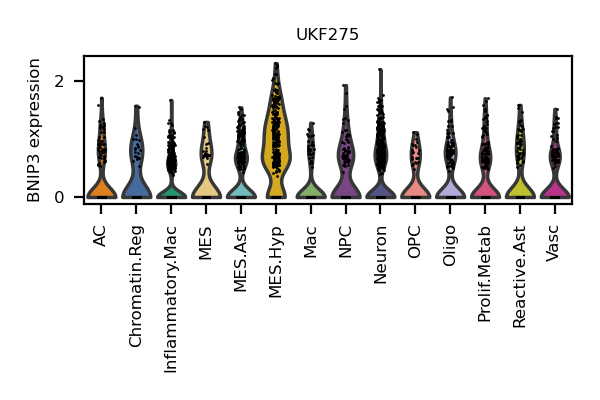 UKF275
BNIP3 expression
2
0
AC
Chromatin.Reg
Inflammatory.Mac
MES
MES.Ast
MES.Hyp
Mac
NPC
Neuron
OPC
Oligo
Prolif.Metab
Reactive.Ast
Vasc